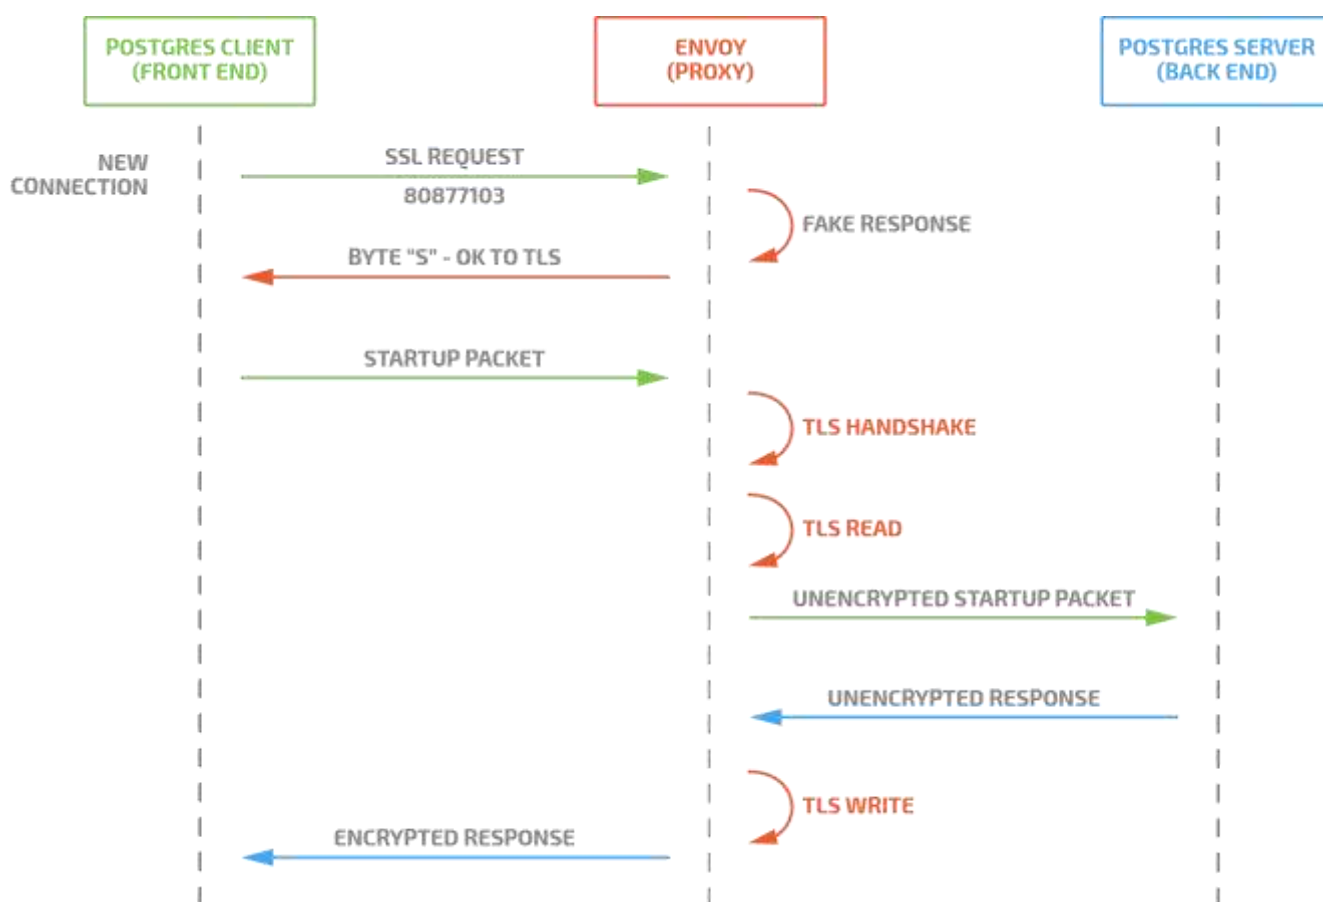 POSTGRES CLIENT
(FRONT END)
ENVOY
(PROXY)
POSTGRES SERVER
(BACK END)
NEW
CONNECTION
SSL REQUEST
80877103
FAKE RESPONSE
BYTE "S" - OK TO TLS
STARTUP PACKET
TLS HANDSHAKE
TLS READ
UNENCRYPTED STARTUP PACKET
UNENCRYPTED RESPONSE
TLS WRITE
ENCRYPTED RESPONSE